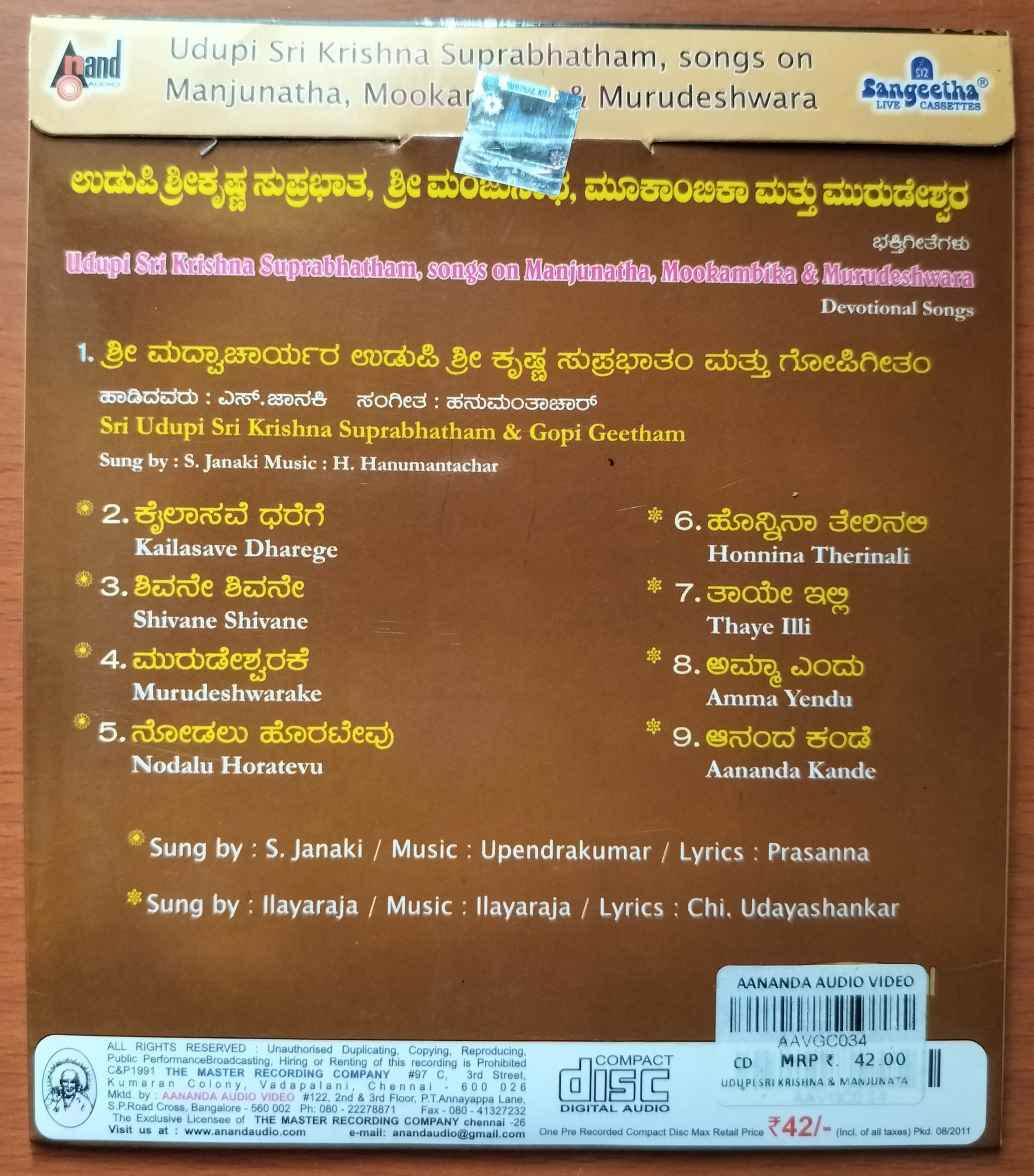 Anand
AUDIO
Udupi Sri Krishna Suprabhatham, songs on
Manjunatha, & Murudeshwara
Sangeetha®
LIVE CASSETTES
ಉಡುಪಿ ಶ್ರೀಕೃಷ್ಣ ಸುಪ್ರಭಾತ, ಶ್ರೀ ಮಂಜುನಾಥ, ಮೂಕಾಂಬಿಕಾ ಮತ್ತು ಮುರುಡೇಶ್ವರ
ಭಕ್ತಿಗೀತೆಗಳು
Udupi Sri Krishna Suprabhatham, songs on Manjunatha, Mookambika & Murudeshwara
Devotional Songs
1. ಶ್ರೀ ಮದ್ವಾಚಾರ್ಯರ ಉಡುಪಿ ಶ್ರೀ ಕೃಷ್ಣ ಸುಪ್ರಭಾತಂ ಮತ್ತು ಗೋಪಿಗೀತಂ
ಹಾಡಿದವರು : ಎಸ್.ಜಾನಕಿ ಸಂಗೀತ : ಹನುಮಂತಾಚಾರ್
Sri Udupi Sri Krishna Suprabhatham & Gopi Geetham
Sung by : S. Janaki Music : H. Hanumantachar
2. ಕೈಲಾಸವೆ ಧರೆಗೆ
Kailasave Dharege
3. ಶಿವನೇ ಶಿವನೇ
Shivane Shivane
4. ಮುರುಡೇಶ್ವರಕೆ
Murudeshwarake
5. ನೋಡಲು ಹೊರಟೇವು
Nodalu Horatevu
6. ಹೊನ್ನಿನಾ ತೇರಿನಲಿ
Honnina Therinali
7. ತಾಯೇ ಇಲ್ಲಿ
Thaye Illi
8. ಅಮ್ಮಾ ಎಂದು
Amma Yendu
9. ಆನಂದ ಕಂಡೆ
Aananda Kande
Sung by : S. Janaki / Music : Upendrakumar / Lyrics : Prasanna
Sung by : Ilayaraja / Music : Ilayaraja / Lyrics : Chi. Udayashankar
AANANDA AUDIO VIDEO
AAVGC034
CD MRP ₹. 42.00
UDUPI SRI KRISHNA & MANJUNATA
ALL RIGHTS RESERVED : Unauthorised Duplicating, Copying, Reproducing,
Public PerformanceBroadcasting, Hiring or Renting of this recording is Prohibited
C&P1991 THE MASTER RECORDING COMPANY #97 C, 3rd Street,
Kumaran Colony, Vadapalani, Chennai - 600 026
Mktd. by : AANANDA AUDIO VIDEO #122, 2nd & 3rd Floor, P.T.Annayappa Lane,
S.P.Road Cross, Bangalore - 560 002 Ph: 080 - 22278871 Fax - 080 - 41327232
The Exclusive Licensee of THE MASTER RECORDING COMPANY chennai -26
Visit us at : www.anandaudio.com e-mail: anandaudio@gmail.com
COMPACT
disc
DIGITAL AUDIO
One Pre Recorded Compact Disc Max Retail Price ₹42/- (Incl. of all taxes) Pkd. 08/2011